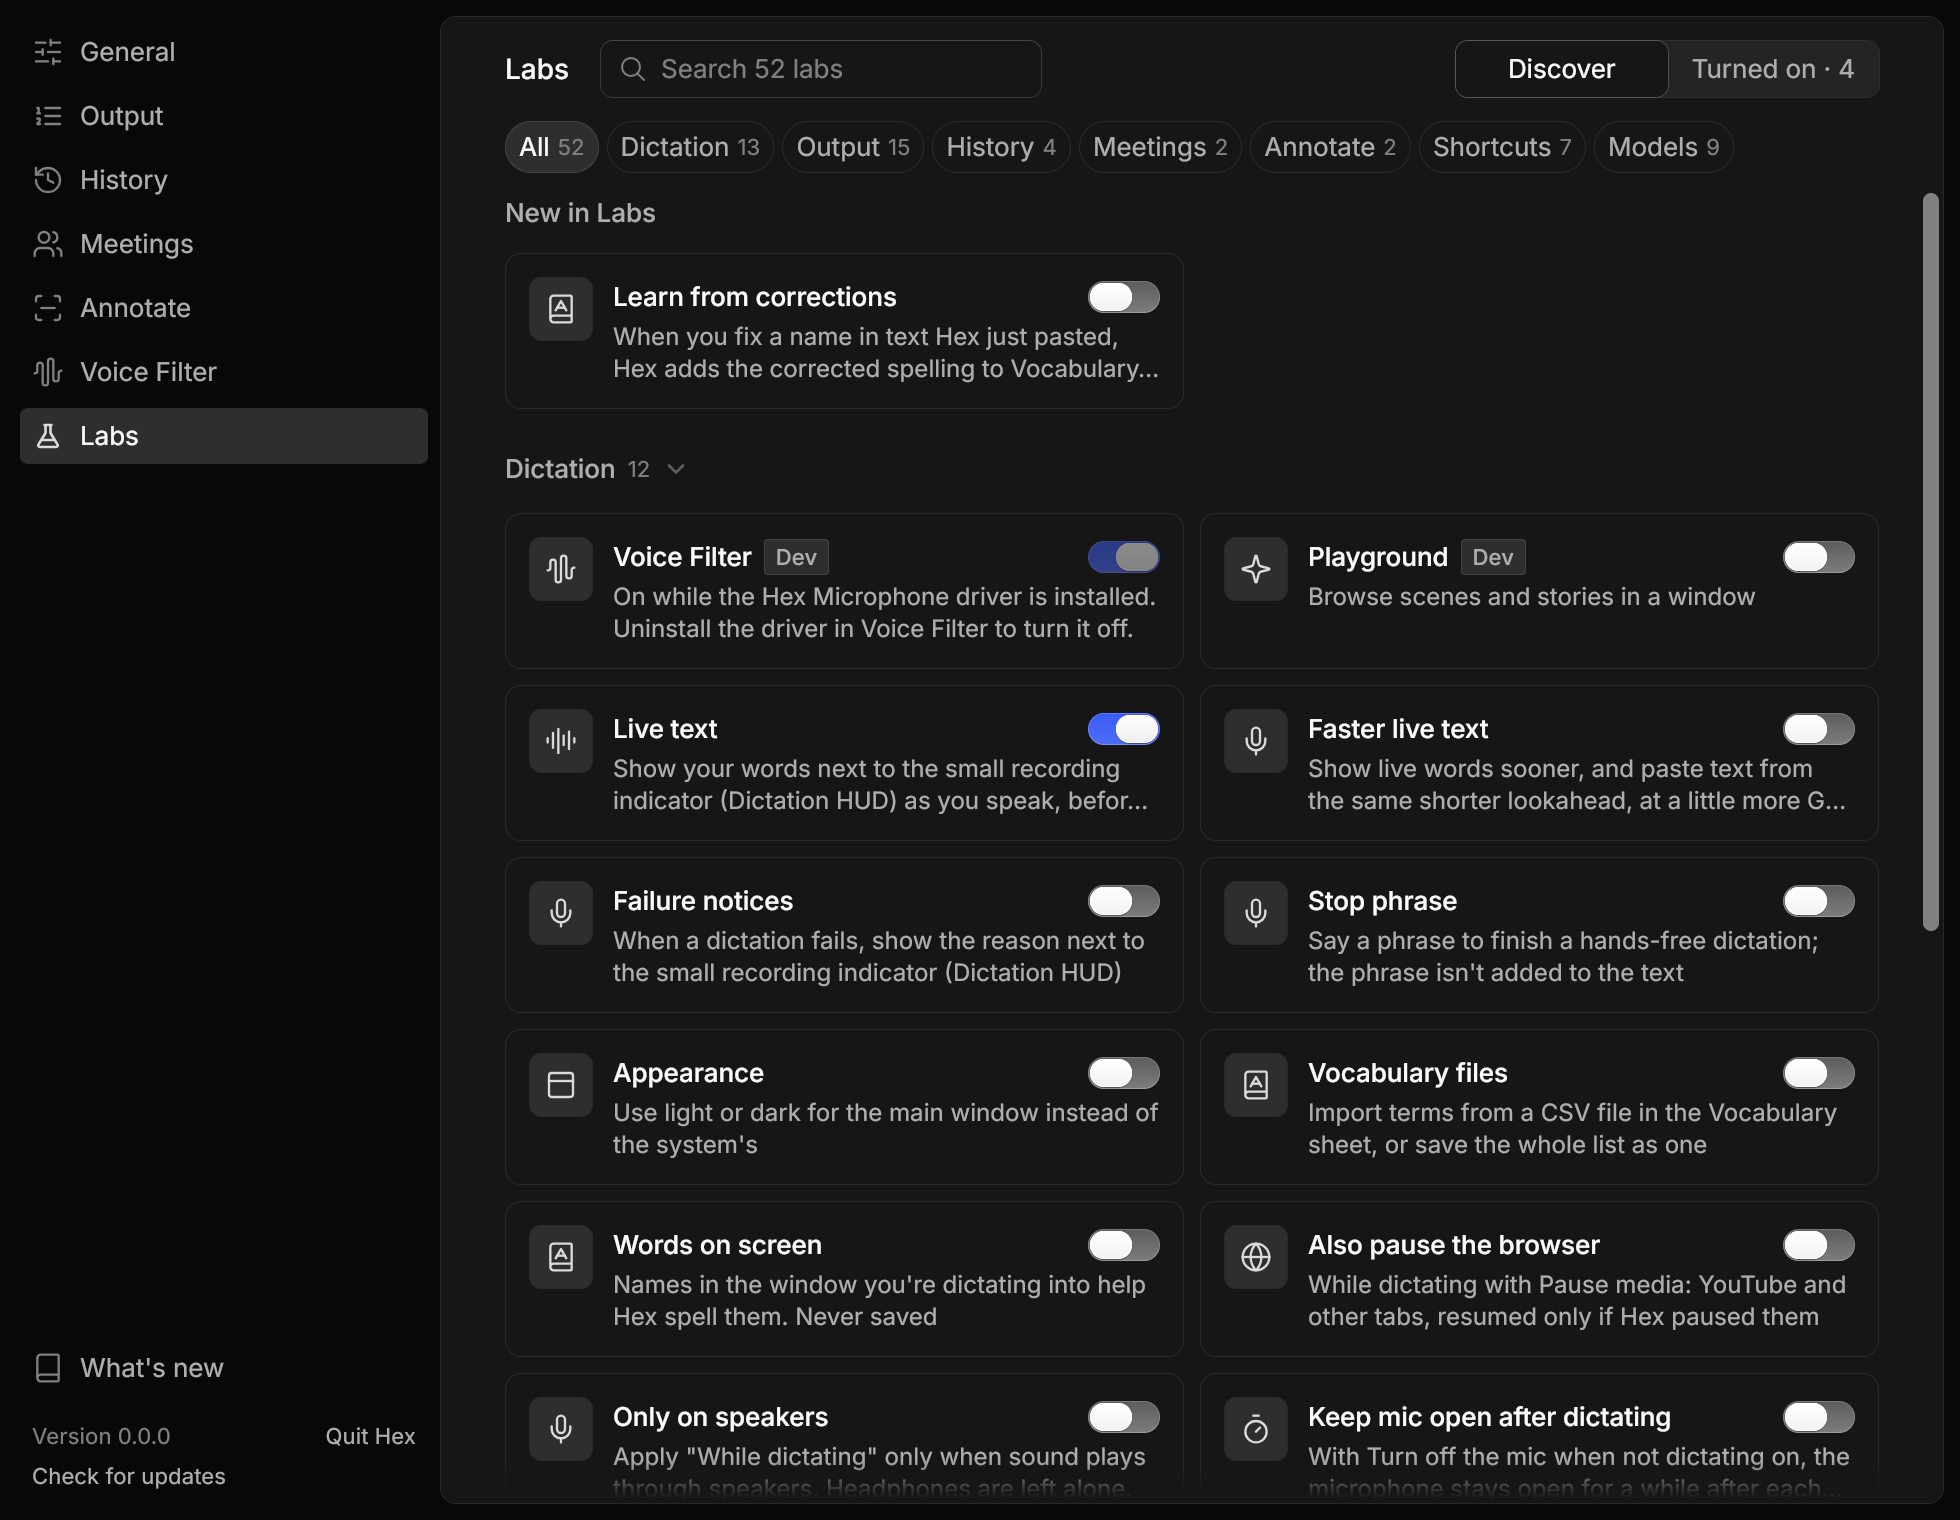 General
Output
History
Meetings
Annotate
Voice Filter
Labs
What's new
Version 0.0.0
Quit Hex
Check for updates
Labs
Search 52 labs
Discover
Turned on · 4
All 52
Dictation 13
Output 15
History 4
Meetings 2
Annotate 2
Shortcuts 7
Models 9
New in Labs
Learn from corrections
When you fix a name in text Hex just pasted,
Hex adds the corrected spelling to Vocabulary...
Dictation 12
Voice Filter Dev
On while the Hex Microphone driver is installed.
Uninstall the driver in Voice Filter to turn it off.
Playground Dev
Browse scenes and stories in a window
Live text
Show your words next to the small recording
indicator (Dictation HUD) as you speak, befor...
Faster live text
Show live words sooner, and paste text from
the same shorter lookahead, at a little more G...
Failure notices
When a dictation fails, show the reason next to
the small recording indicator (Dictation HUD)
Stop phrase
Say a phrase to finish a hands-free dictation;
the phrase isn't added to the text
Appearance
Use light or dark for the main window instead of
the system's
Vocabulary files
Import terms from a CSV file in the Vocabulary
sheet, or save the whole list as one
Words on screen
Names in the window you're dictating into help
Hex spell them. Never saved
Also pause the browser
While dictating with Pause media: YouTube and
other tabs, resumed only if Hex paused them
Only on speakers
Apply "While dictating" only when sound plays
through speakers. Headphones are left alone.
Keep mic open after dictating
With Turn off the mic when not dictating on, the
microphone stays open for a while after each...